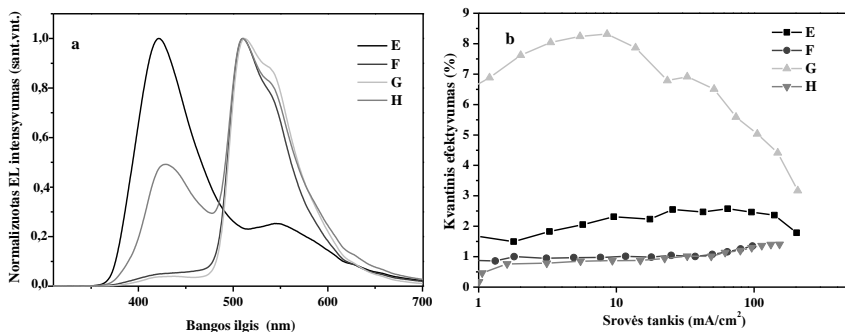 Normalizuotas EL intensyvumas (sant.vnt.)
1,0
0,8
0,6
0,4
0,2
0,0
a
E
F
G
H
400 500 600 700
Bangos ilgis (nm)
Kvantinis efektyvumas (%)
9
8
7
6
5
4
3
2
1
0
b
E
F
G
H
1 10 100
Srovės tankis (mA/cm²)